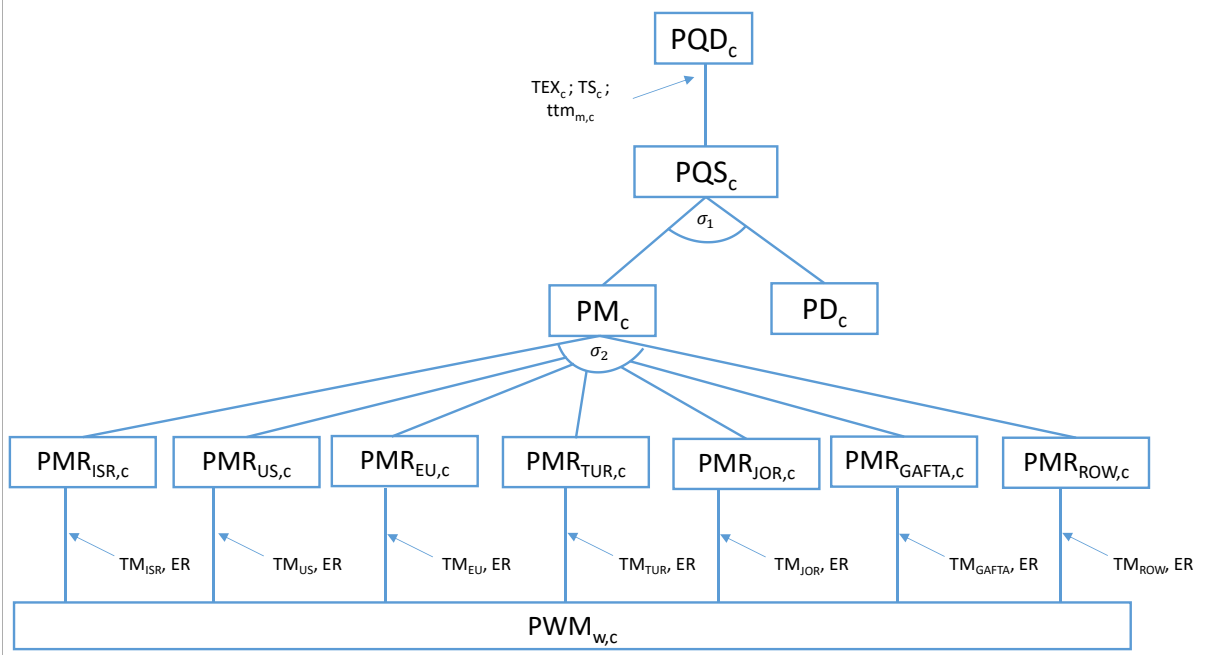 PQD_c
TEX_c ; TS_c ;
ttm_m,c
PQS_c
σ_1
PM_c
PD_c
σ_2
PMR_ISR,c
PMR_US,c
PMR_EU,c
PMR_TUR,c
PMR_JOR,c
PMR_GAFTA,c
PMR_ROW,c
TM_ISR, ER
TM_US, ER
TM_EU, ER
TM_TUR, ER
TM_JOR, ER
TM_GAFTA, ER
TM_ROW, ER
PWM_w,c